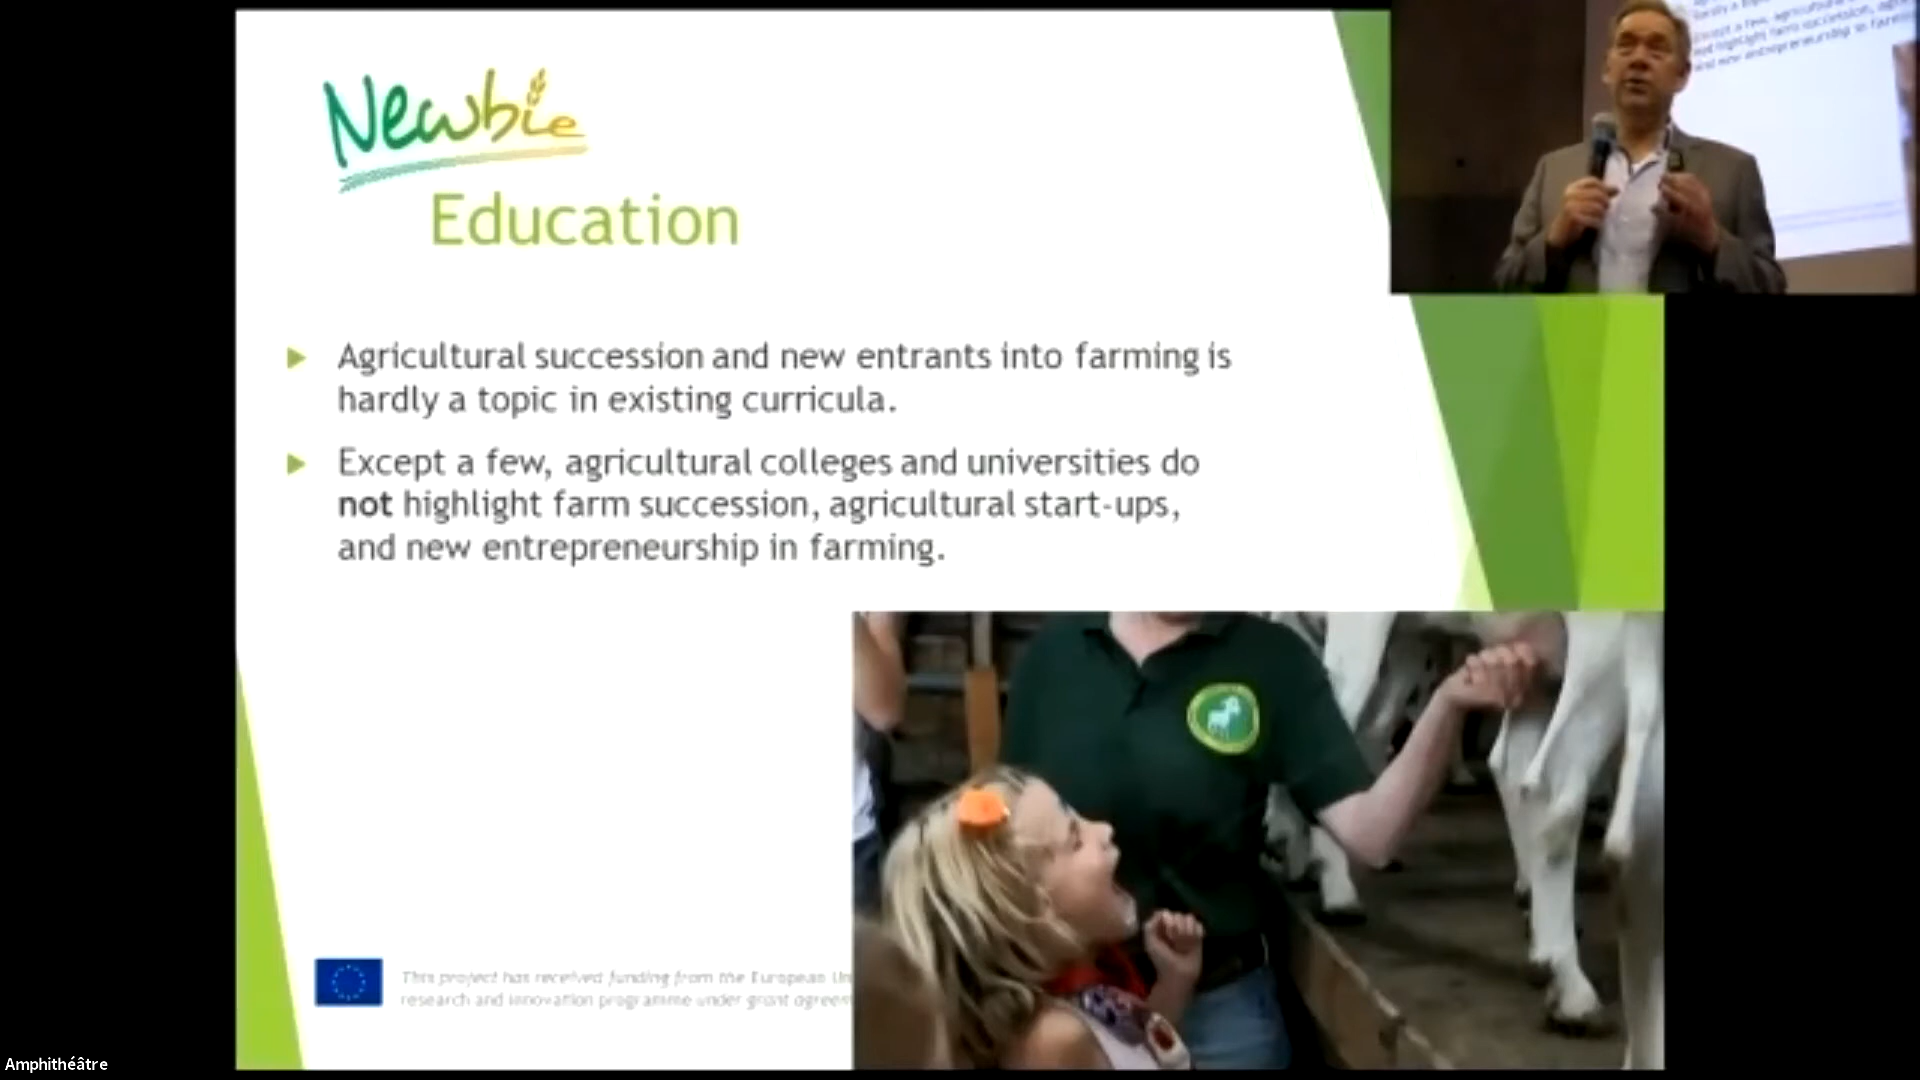 Newbie
Education
Agricultural succession and new entrants into farming is
hardly a topic in existing curricula.
Except a few, agricultural colleges and universities do
not highlight farm succession, agricultural start-ups,
and new entrepreneurship in farming.
This project has received funding from the European
research and innovation programme under grant
Amphithéâtre